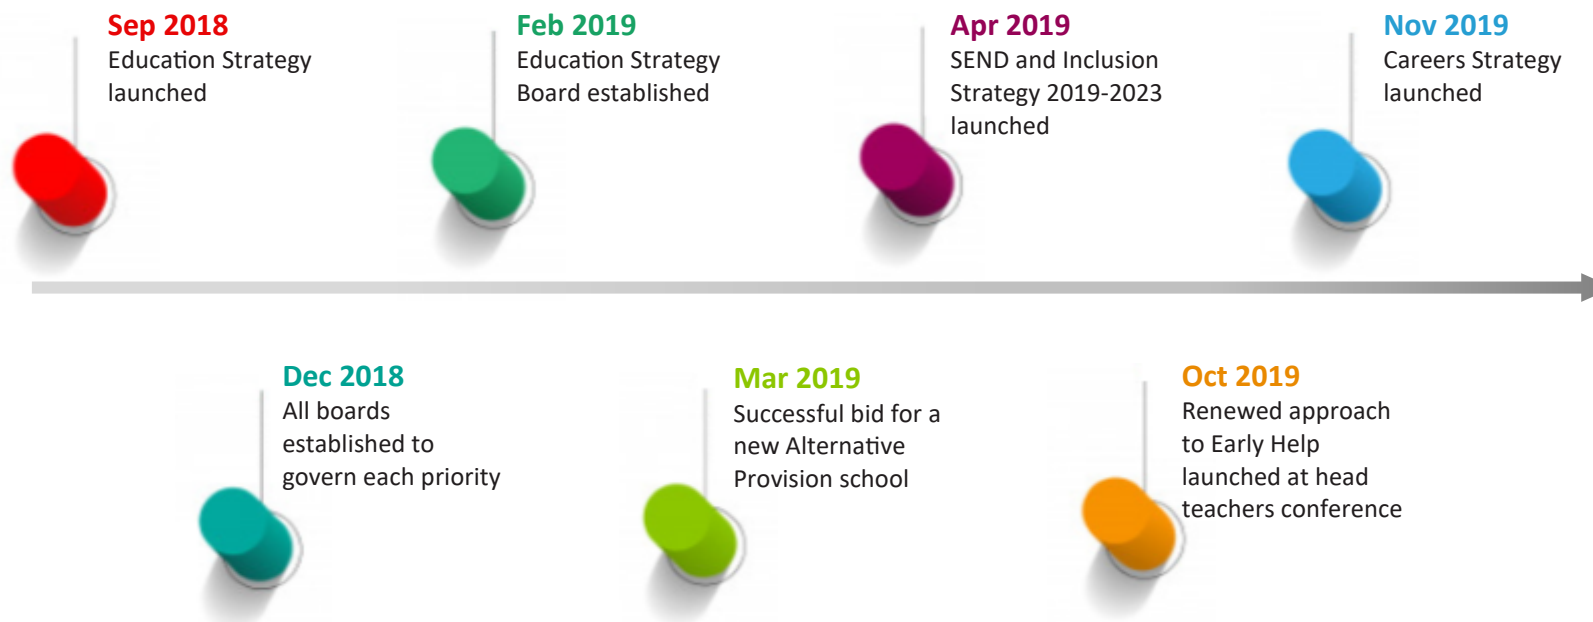 Sep 2018
Education Strategy
launched
Feb 2019
Education Strategy
Board established
Apr 2019
SEND and Inclusion
Strategy 2019-2023
launched
Nov 2019
Careers Strategy
launched
Dec 2018
All boards
established to
govern each priority
Mar 2019
Successful bid for a
new Alternative
Provision school
Oct 2019
Renewed approach
to Early Help
launched at head
teachers conference